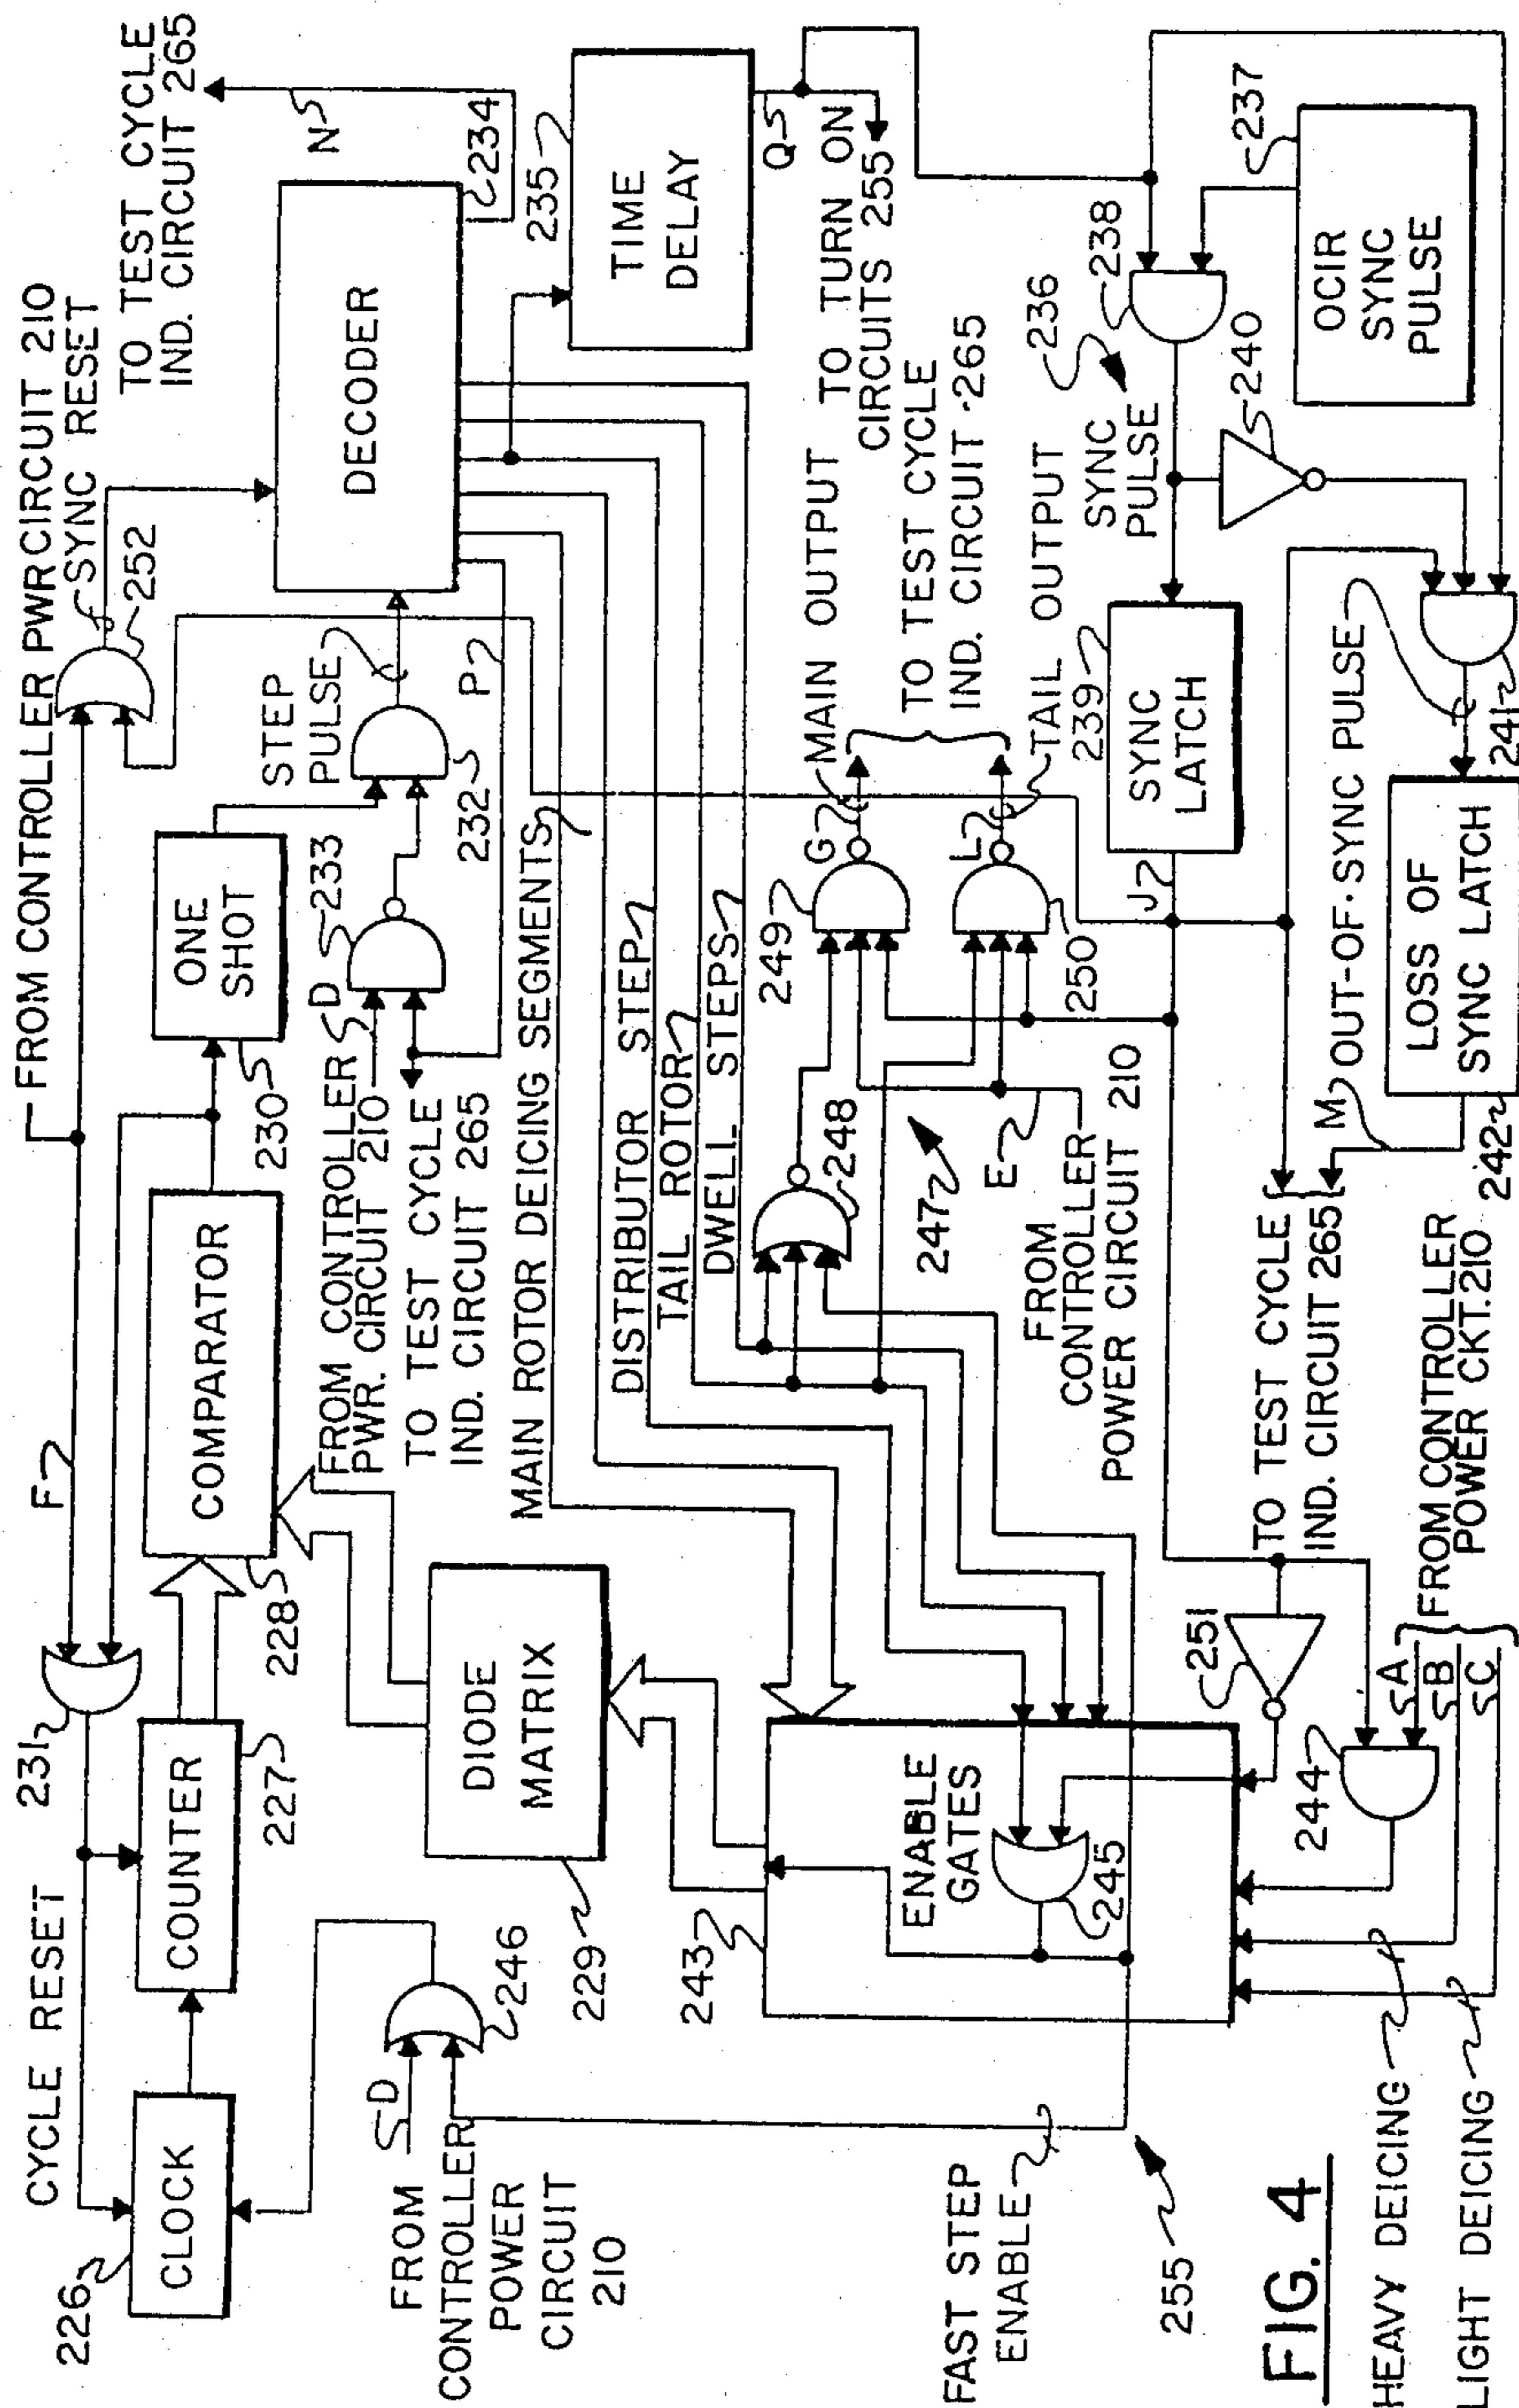 FROM CONTROLLER PWRCIRCUIT 210
SYNC RESET
TO TEST CYCLE
IND. CIRCUIT 265
CYCLE RESET
231
F
252
N
CLOCK
226
COUNTER
227
COMPARATOR
228
ONE
SHOT
230
STEP
PULSE
DECODER
234
FROM CONTROLLER
PWR. CIRCUIT 210
D
233
232
P
TO TEST CYCLE
IND. CIRCUIT 265
235
TIME
DELAY
Q
D
FROM
CONTROLLER
POWER
CIRCUIT
210
246
DIODE
MATRIX
229
MAIN ROTOR DEICING SEGMENTS
DISTRIBUTOR STEP
TAIL ROTOR
DWELL STEPS
MAIN OUTPUT
TO TURN ON
CIRCUITS 255
TO TEST CYCLE
IND. CIRCUIT 265
TAIL OUTPUT
G
249
L
250
248
247
E
FROM
CONTROLLER
POWER CIRCUIT 210
236
SYNC
PULSE
238
237
OCIR
SYNC
PULSE
240
239
SYNC
LATCH
J
243
ENABLE
GATES
245
251
244
TO TEST CYCLE
IND. CIRCUIT 265
M
OUT-OF-SYNC PULSE
241
LOSS OF
SYNC LATCH
242
A
B
C
FROM CONTROLLER
POWER CKT.210
FAST STEP
ENABLE
255
FIG. 4
HEAVY DEICING
LIGHT DEICING